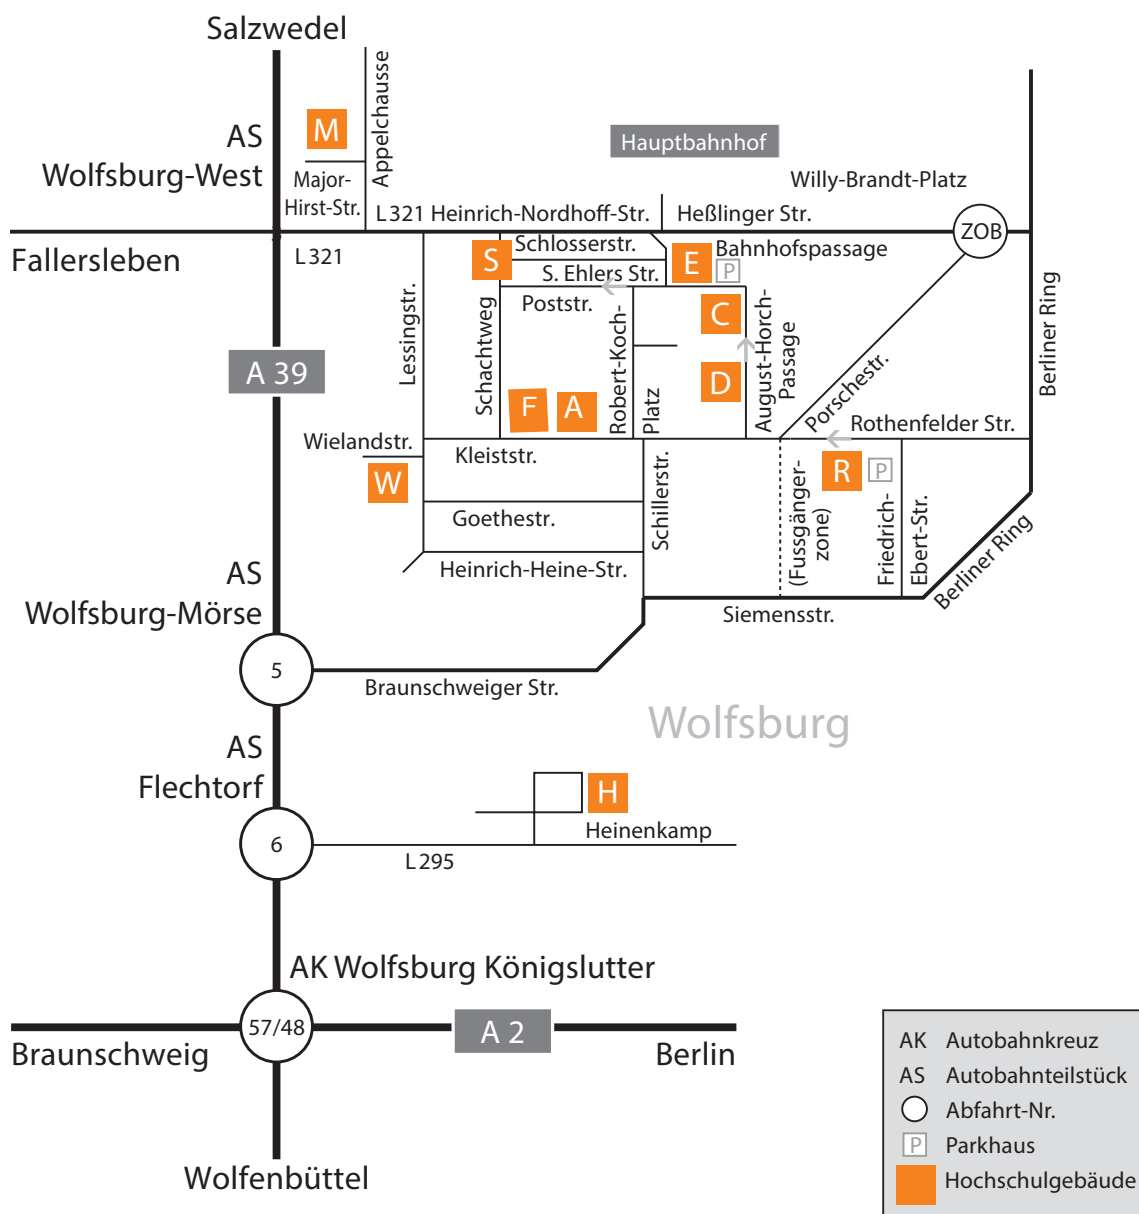 Salzwedel
Appelchausse
M
AS
Wolfsburg-West
Hauptbahnhof
Major-
Hirst-Str.
Willy-Brandt-Platz
L321 Heinrich-Nordhoff-Str.
Heßlinger Str.
ZOB
Fallersleben
L321
Schlosserstr.
S
E
Bahnhofspassage
P
S. Ehlers Str.
Poststr.
C
Lessingstr.
Schachtweg
Robert-Koch-
Platz
August-Horch-
Passage
Berliner Ring
A 39
D
Porschestr.
F
A
Rothenfelder Str.
Wielandstr.
Kleiststr.
W
R
P
Schillerstr.
(Fussgänger-
zone)
Friedrich-
Ebert-Str.
Goethestr.
Heinrich-Heine-Str.
Berliner Ring
AS
Wolfsburg-Mörse
Siemensstr.
5
Braunschweiger Str.
Wolfsburg
AS
Flechtorf
H
6
Heinenkamp
L295
AK Wolfsburg Königslutter
57/48
A 2
Braunschweig
Berlin
Wolfenbüttel
AK Autobahnkreuz
AS Autobahnteilstück
Abfahrt-Nr.
P Parkhaus
Hochschulgebäude